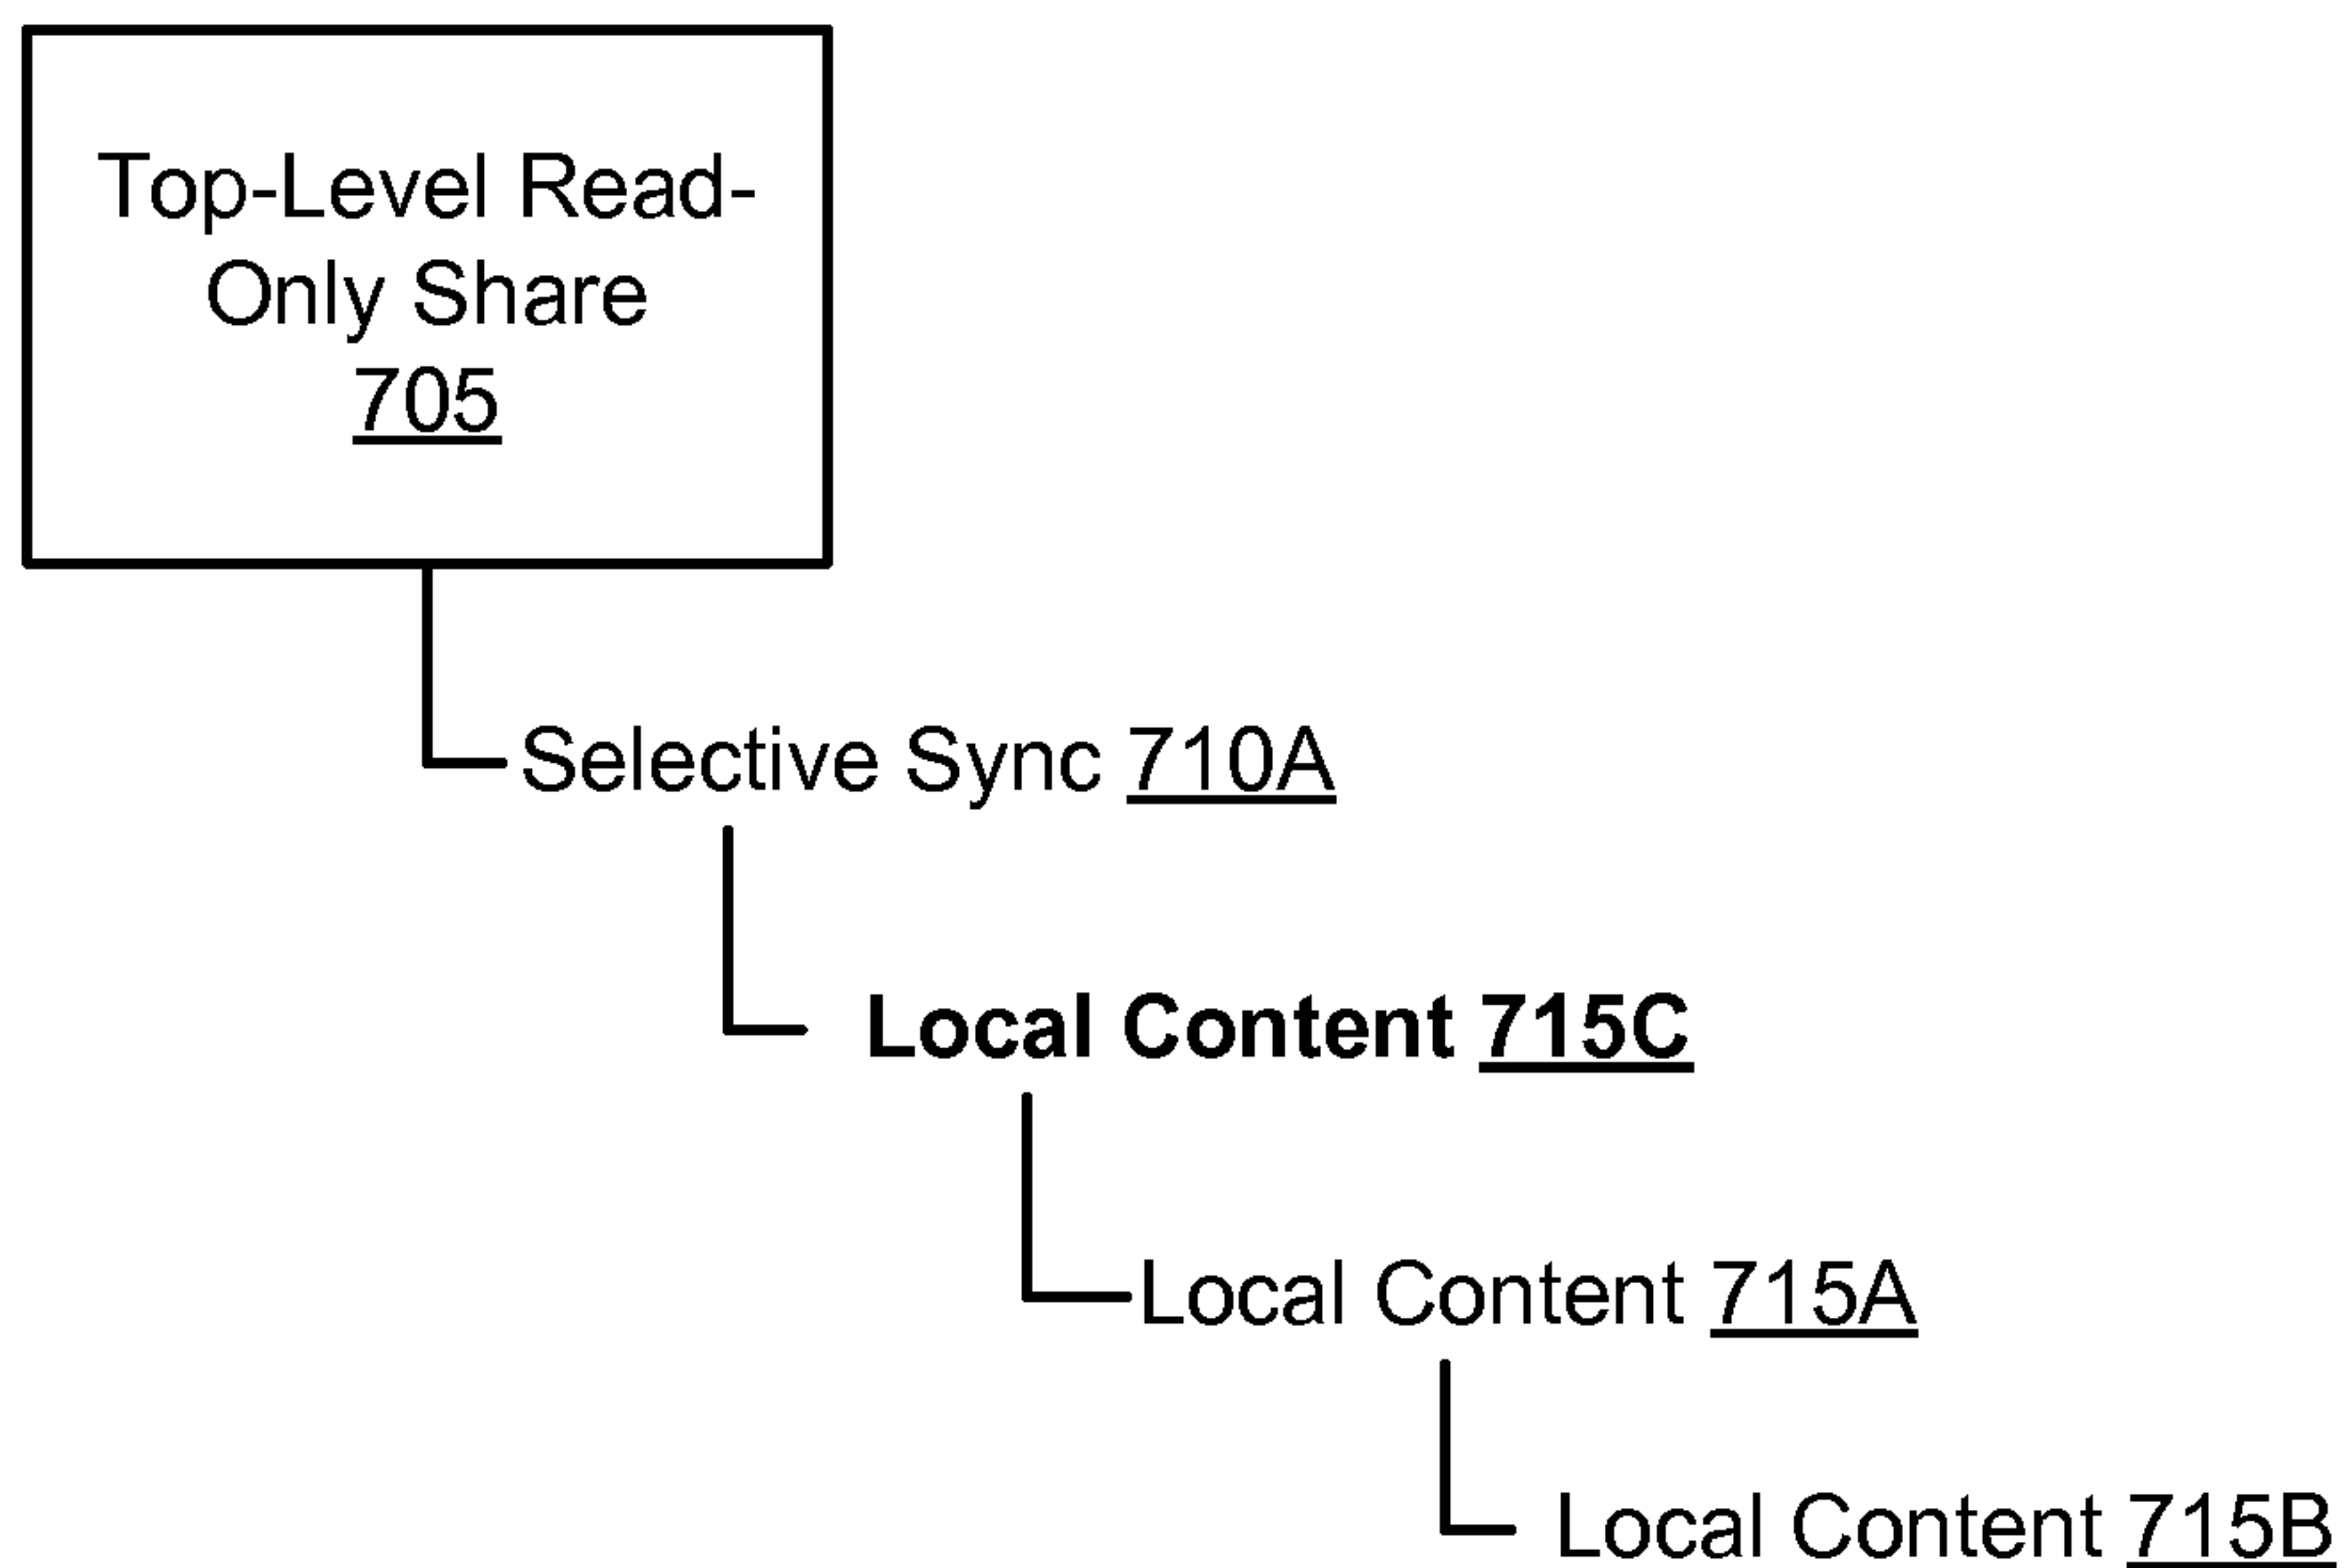 Top-Level Read-
Only Share
705
Selective Sync 710A
Local Content 715C
Local Content 715A
Local Content 715B